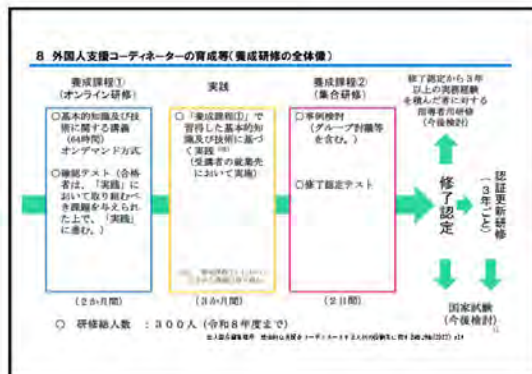 8 外国人支援コーディネーターの育成等(養成研修の全体像)
養成課程①
(オンライン研修)
○基本的知識及び技
術に関する講義
(64時間)
オンデマンド方式
○確認テスト(合格
者は、「実践」に
おいて取り組むべ
き課題を与えられ
た上で、「実践」
に進む。)
(2か月間)
実践
○「養成課程①」で
習得した基本的知
識及び技術に基づ
く実践
(受講者の就業先
において実施)
(3か月間)
養成課程②
(集合研修)
○事例検討
(グループ討議等
を含む。)
○修了認定テスト
(2日間)
修了認定から3年
以上の実務経験
を積んだ者に対する
指導者用研修
(今後検討)
修了認定
認証更新研修
(3年ごと)
国家試験
(今後検討)
○ 研修総人数 :300人(令和8年度まで)